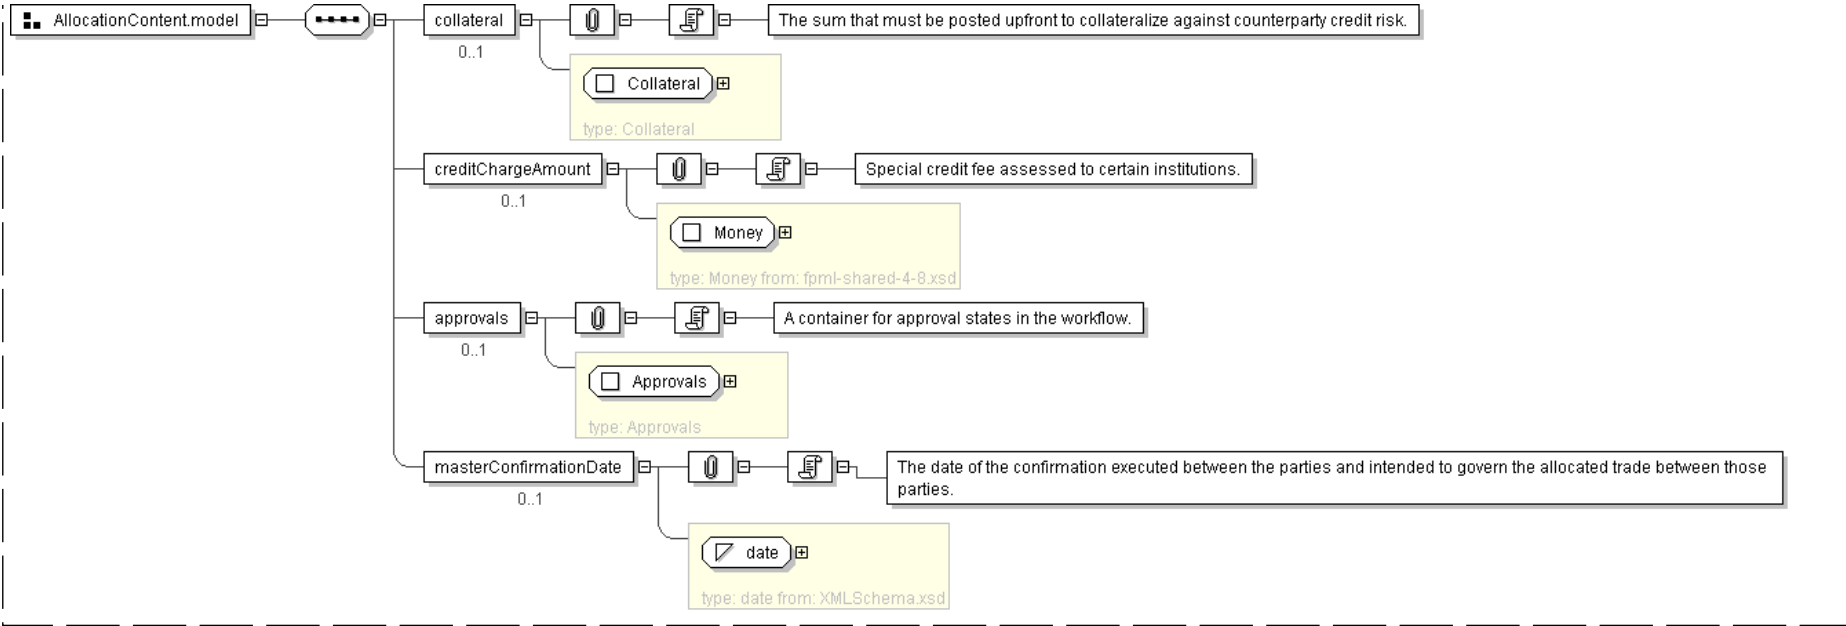 AllocationContent.model
collateral
The sum that must be posted upfront to collateralize against counterparty credit risk.
0..1
Collateral
type: Collateral
creditChargeAmount
Special credit fee assessed to certain institutions.
0..1
Money
type: Money from: fpml-shared-4-8.xsd
approvals
A container for approval states in the workflow.
0..1
Approvals
type: Approvals
masterConfirmationDate
The date of the confirmation executed between the parties and intended to govern the allocated trade between those
parties.
0..1
date
type: date from: XMLSchema.xsd